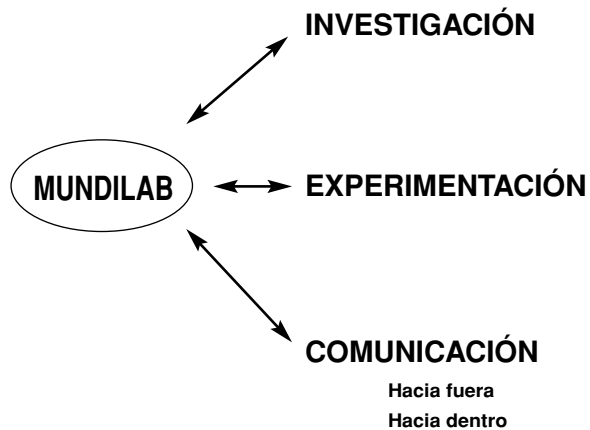 INVESTIGACIÓN
MUNDILAB
EXPERIMENTACIÓN
COMUNICACIÓN
Hacia fuera
Hacia dentro